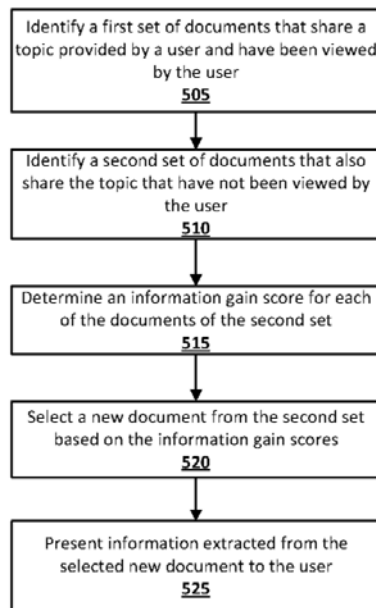 Identify a first set of documents that share a
topic provided by a user and have been viewed
by the user
505
Identify a second set of documents that also
share the topic that have not been viewed by
the user
510
Determine an information gain score for each
of the documents of the second set
515
Select a new document from the second set
based on the information gain scores
520
Present information extracted from the
selected new document to the user
525